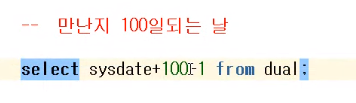 -- 만난지 100일되는 날
select sysdate+100-1 from dual;